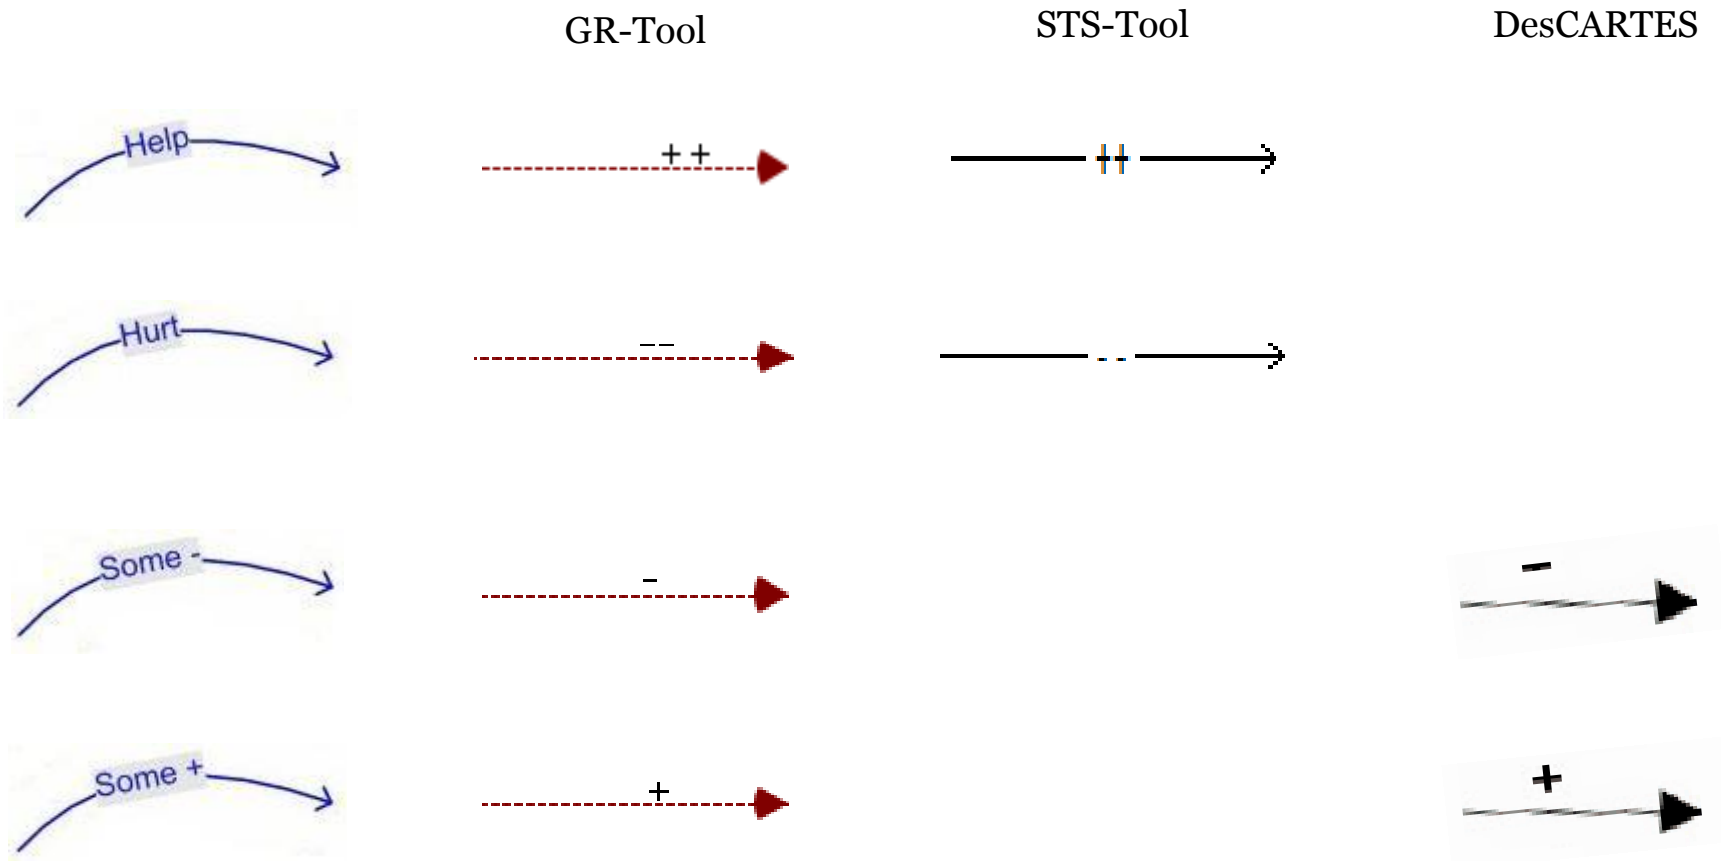 GR-Tool STS-Tool DesCARTES
Help ++ ++
Hurt -- --
Some - - -
Some + + +